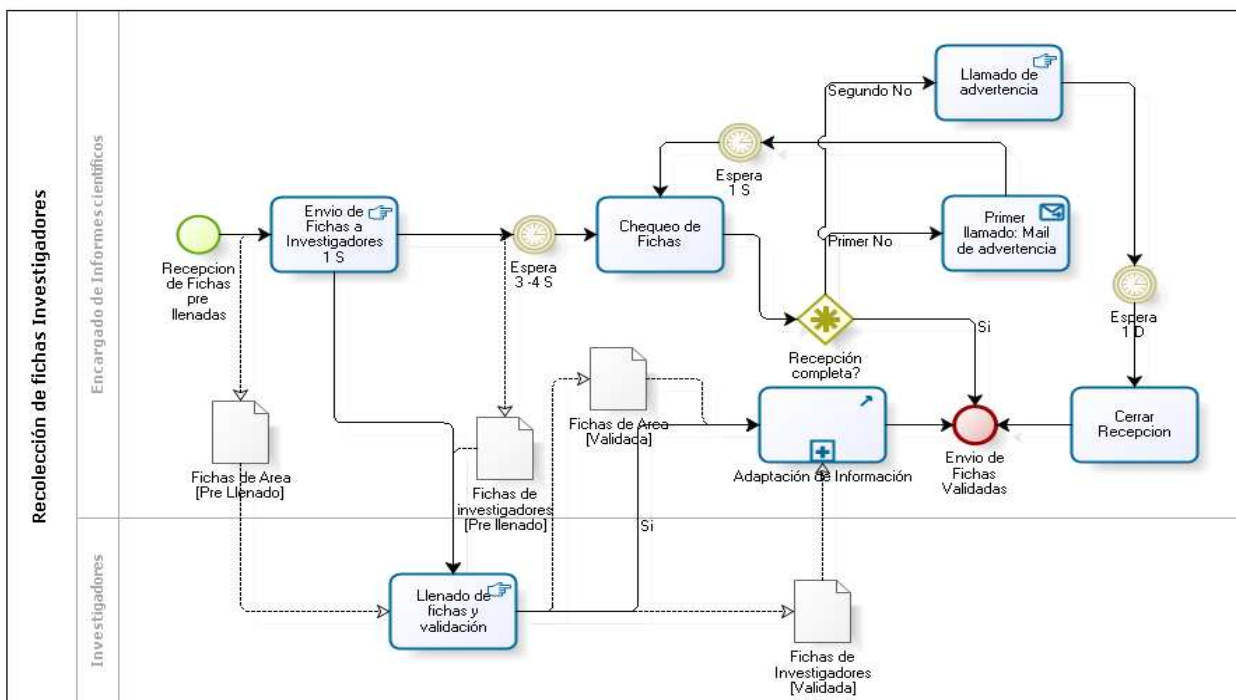 Recolección de fichas Investigadores
Encargado de Informes científicos
Investigadores
Recepcion
de Fichas
pre
llenadas
Envio de
Fichas a
Investigadores
1 S
Espera
3 -4 S
Chequeo de
Fichas
Espera
1 S
Segundo No
Llamado de
advertencia
Primer No
Primer
llamado: Mail
de advertencia
Recepción
completa?
Si
Espera
1 D
Cerrar
Recepcion
Fichas de Area
[Pre Llenado]
Fichas de
investigadores
[Pre llenado]
Fichas de Area
[Validada]
Adaptación de Información
Envio de
Fichas
Validadas
Si
Llenado de
fichas y
validación
Fichas de
Investigadores
[Validada]